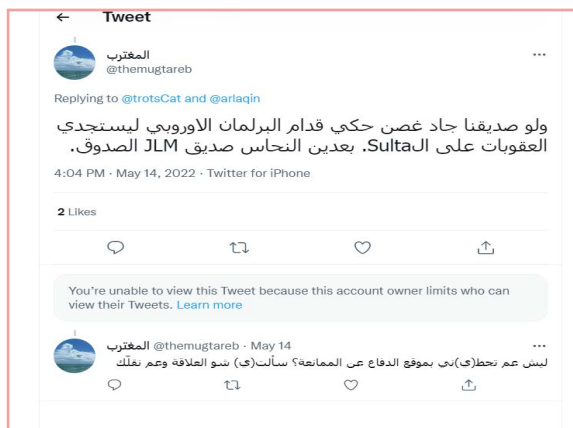 ← Tweet
المغترب
@themugtareb
Replying to @trotsCat and @arlaqin
ولو صديقنا جاد غصن حكي قدام البرلمان الاوروبي ليستجدي
العقوبات على الـSulta. بعدين النحاس صديق JLM الصدوق.
4:04 PM · May 14, 2022 · Twitter for iPhone
2 Likes
You're unable to view this Tweet because this account owner limits who can
view their Tweets. Learn more
المغترب @themugtareb · May 14
ليش عم تحط(ي)ني بموقع الدفاع عن الممانعة؟ سألت(ي) شو العلاقة وعم نقلّك